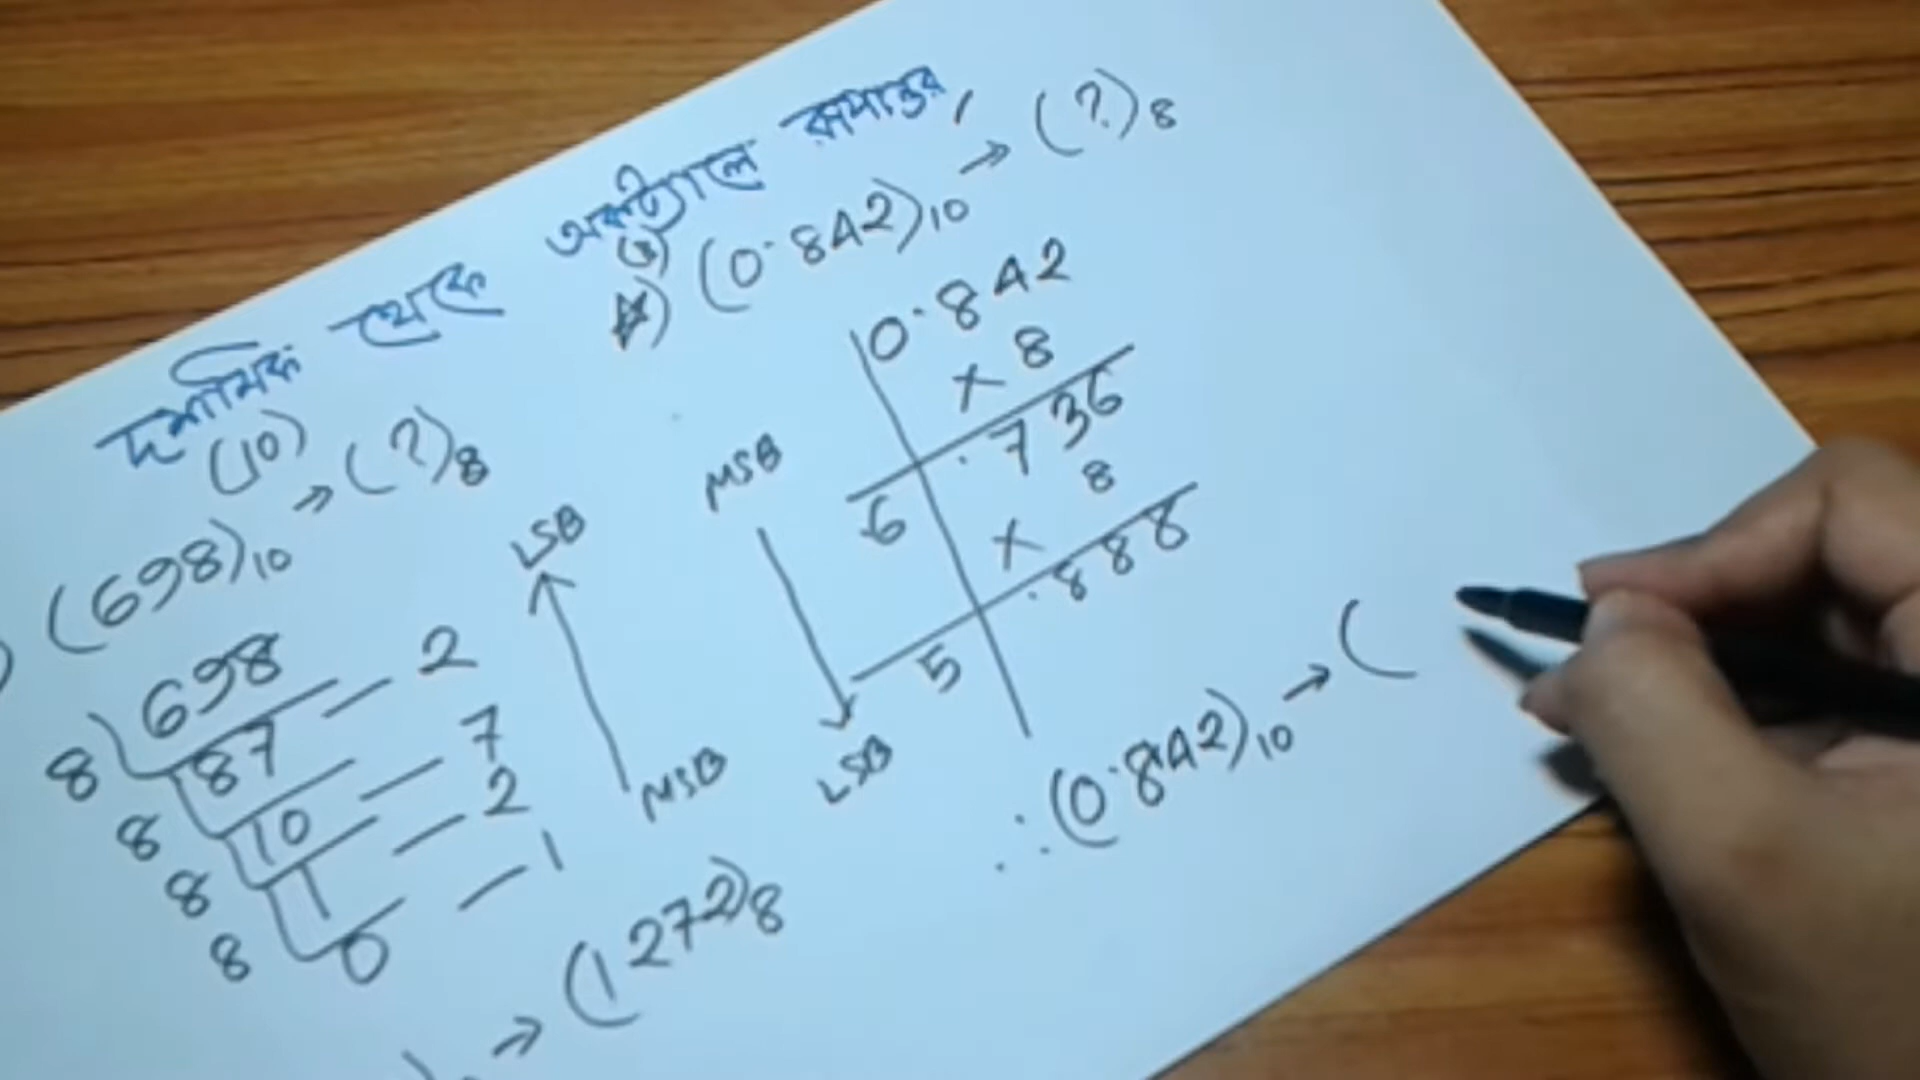 দশমিক থেকে অকট্যালে রূপান্তর,
(10)
(698)₁₀ → (?)₈
8 698
8 87 — 2
8 10 — 7
8 1 — 2
0 — 1
LSB
MSB
→ (1272)₈
(0.842)₁₀ → (?)₈
0.842
× 8
6 .736
× 8
5 .888
MSB
LSB
∴ (0.842)₁₀ → (